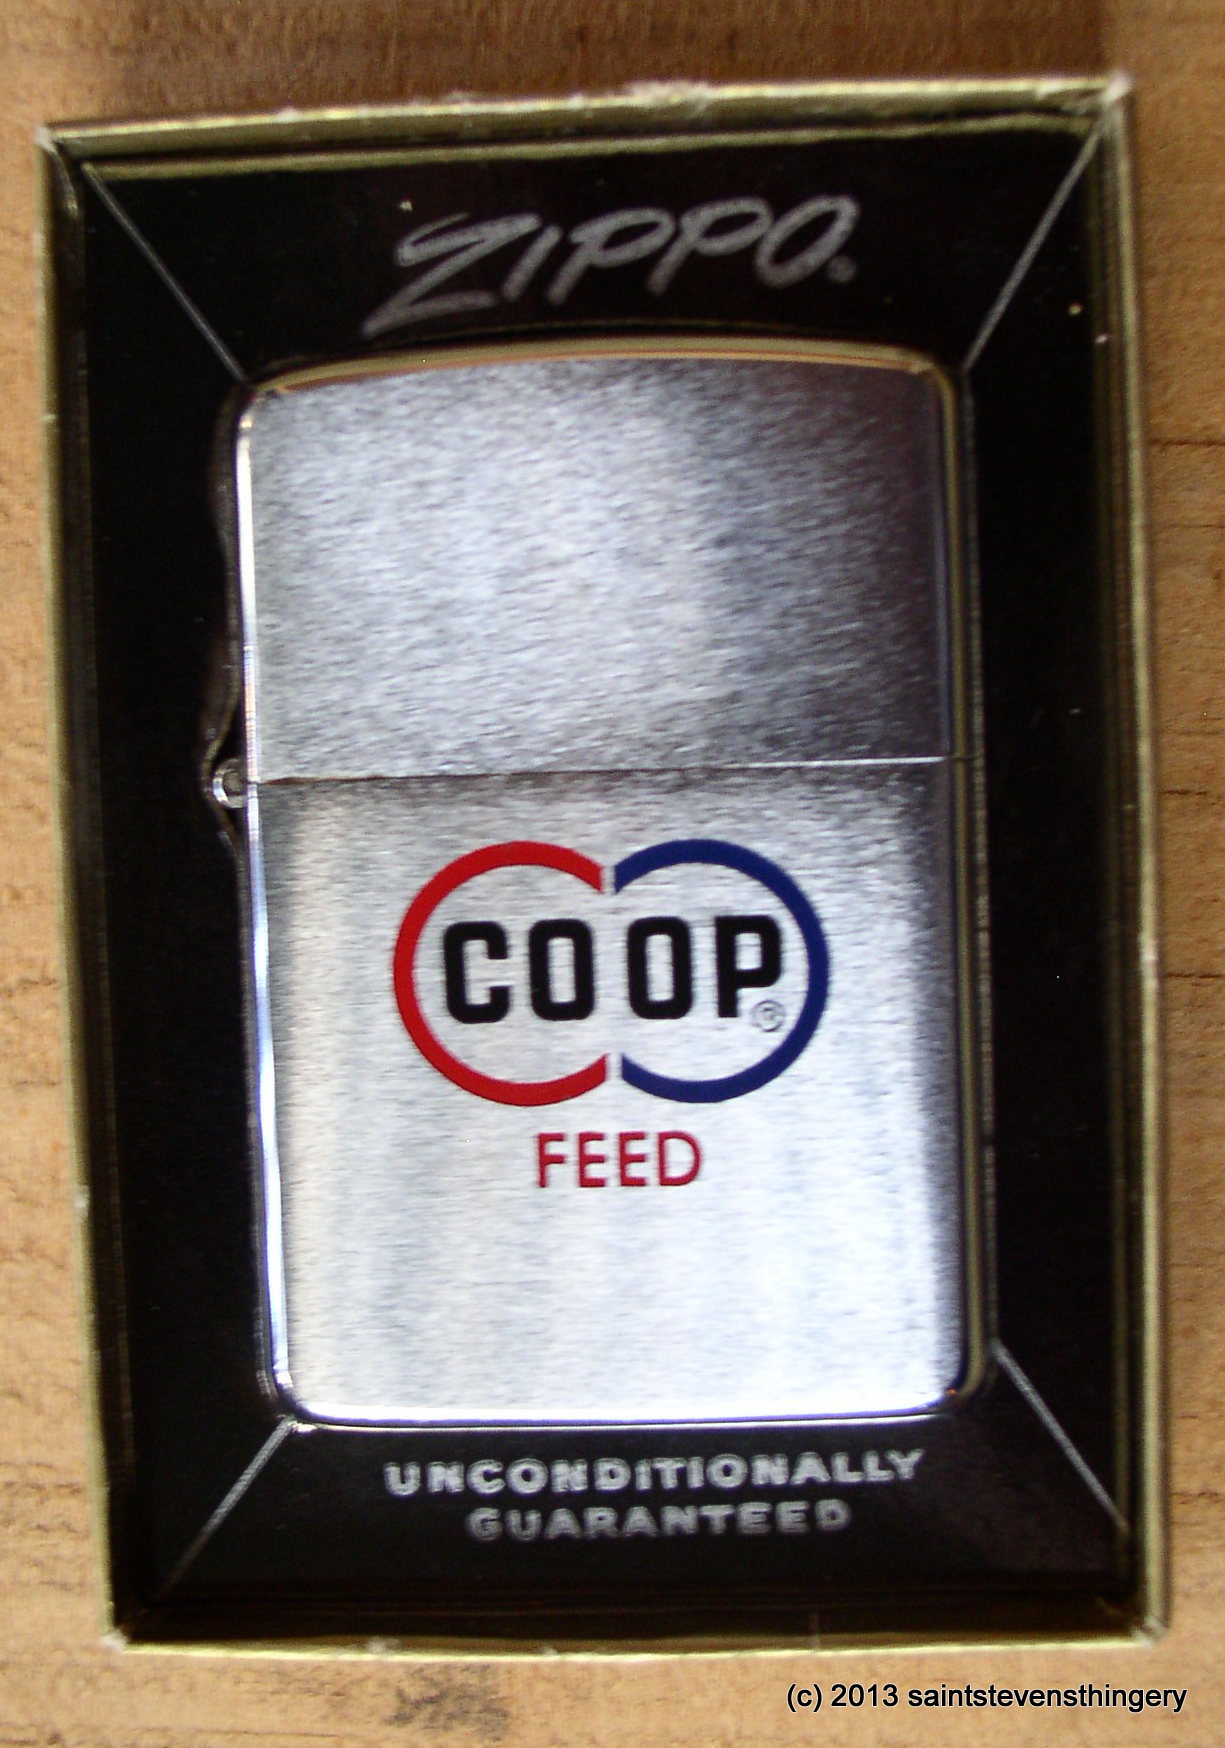 ZIPPO®
CO OP®
FEED
UNCONDITIONALLY
GUARANTEED
(c) 2013 saintstevensthingery